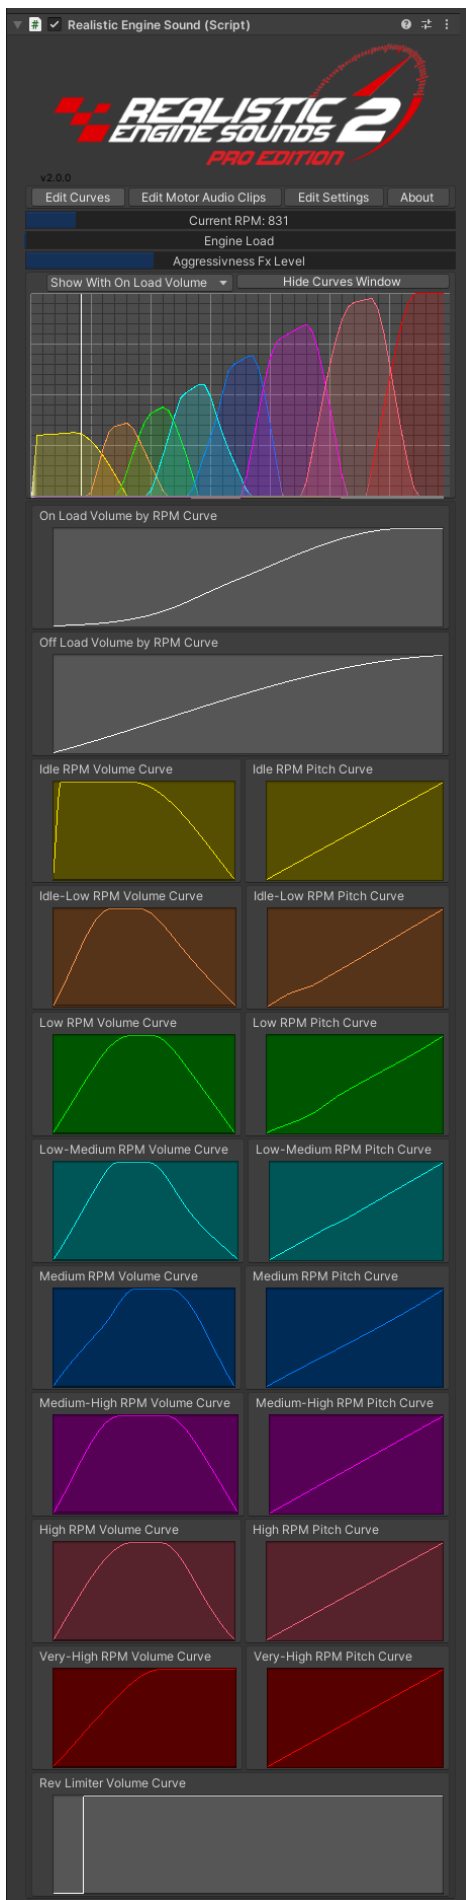 # Realistic Engine Sound (Script)
REALISTIC
ENGINE SOUNDS 2
PRO EDITION
v2.0.0
Edit Curves Edit Motor Audio Clips Edit Settings About
Current RPM: 831
Engine Load
Aggressivness Fx Level
Show With On Load Volume Hide Curves Window
On Load Volume by RPM Curve
Off Load Volume by RPM Curve
Idle RPM Volume Curve Idle RPM Pitch Curve
Idle-Low RPM Volume Curve Idle-Low RPM Pitch Curve
Low RPM Volume Curve Low RPM Pitch Curve
Low-Medium RPM Volume Curve Low-Medium RPM Pitch Curve
Medium RPM Volume Curve Medium RPM Pitch Curve
Medium-High RPM Volume Curve Medium-High RPM Pitch Curve
High RPM Volume Curve High RPM Pitch Curve
Very-High RPM Volume Curve Very-High RPM Pitch Curve
Rev Limiter Volume Curve